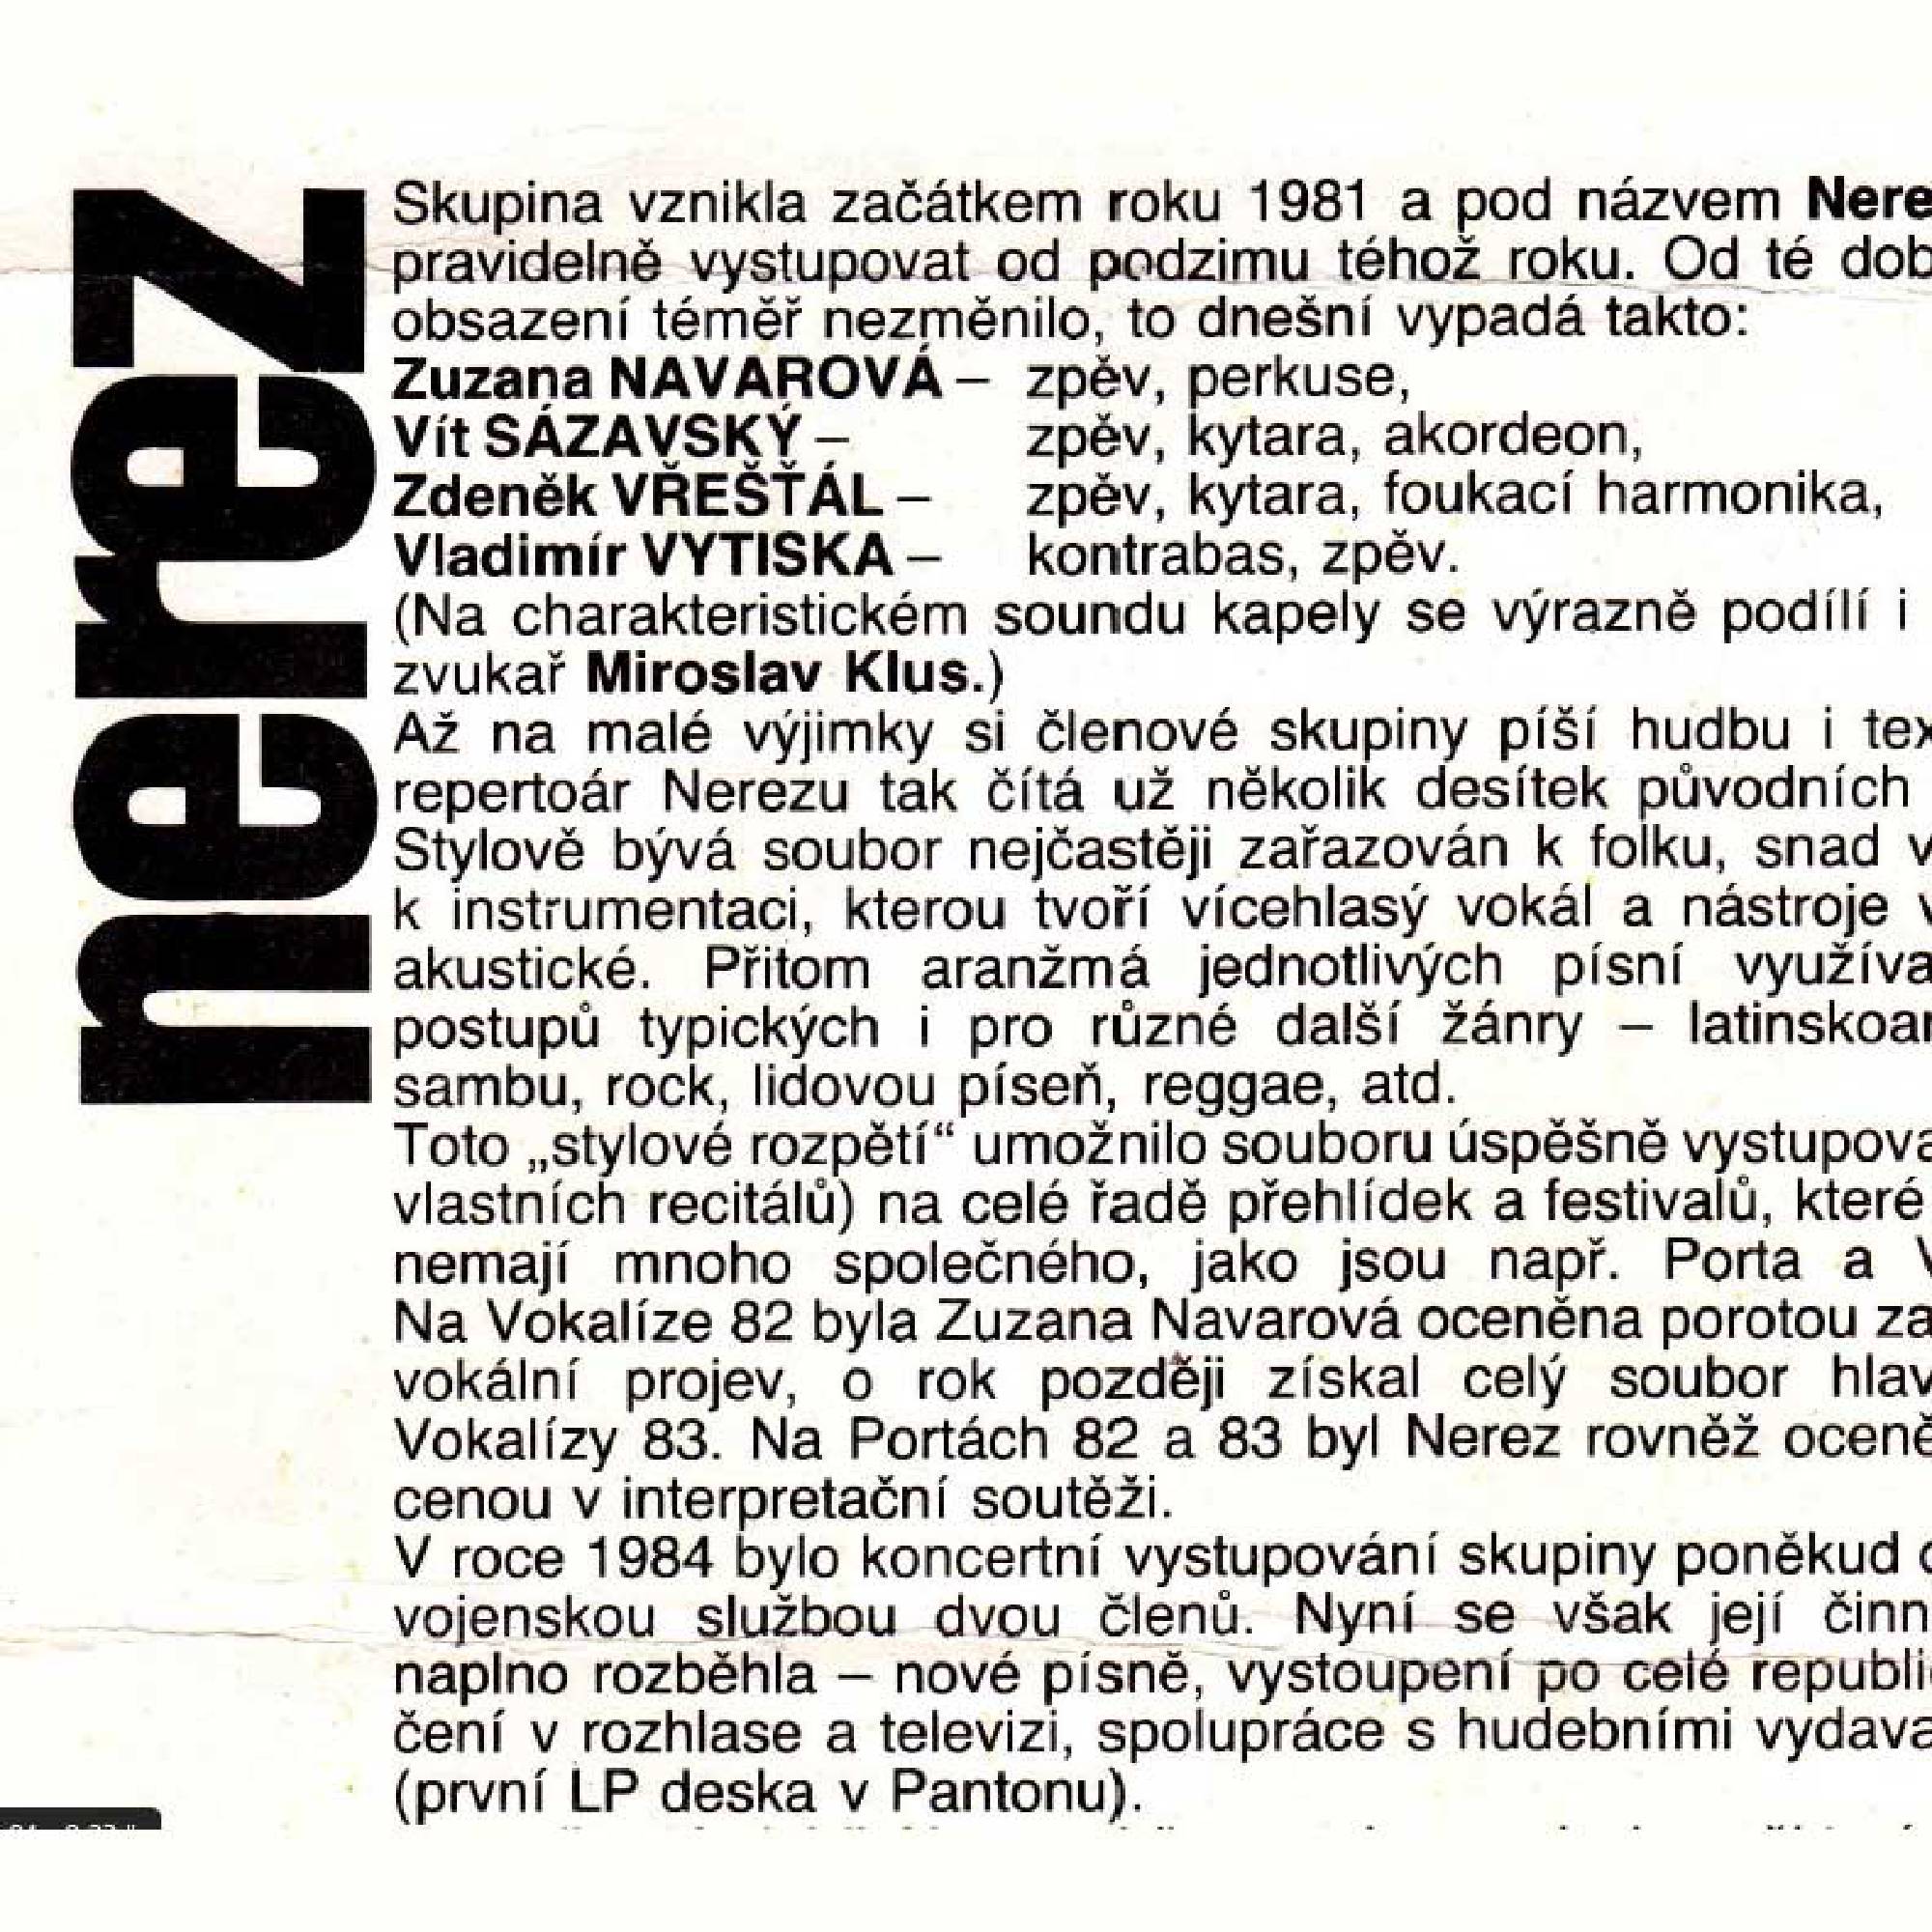 nerez
Skupina vznikla začátkem roku 1981 a pod názvem Nere
pravidelně vystupovat od podzimu téhož roku. Od té dob
obsazení téměř nezměnilo, to dnešní vypadá takto:
Zuzana NAVAROVÁ – zpěv, perkuse,
Vít SÁZAVSKÝ – zpěv, kytara, akordeon,
Zdeněk VŘEŠŤÁL – zpěv, kytara, foukací harmonika,
Vladimír VYTISKA – kontrabas, zpěv.
(Na charakteristickém soundu kapely se výrazně podílí i
zvukař Miroslav Klus.)
Až na malé výjimky si členové skupiny píší hudbu i tex
repertoár Nerezu tak čítá už několik desítek původních
Stylově bývá soubor nejčastěji zařazován k folku, snad v
k instrumentaci, kterou tvoří vícehlasý vokál a nástroje v
akustické. Přitom aranžmá jednotlivých písní využíva
postupů typických i pro různé další žánry – latinskoam
sambu, rock, lidovou píseň, reggae, atd.
Toto „stylové rozpětí“ umožnilo souboru úspěšně vystupova
vlastních recitálů) na celé řadě přehlídek a festivalů, které
nemají mnoho společného, jako jsou např. Porta a V
Na Vokalíze 82 byla Zuzana Navarová oceněna porotou za
vokální projev, o rok později získal celý soubor hlav
Vokalízy 83. Na Portách 82 a 83 byl Nerez rovněž oceně
cenou v interpretační soutěži.
V roce 1984 bylo koncertní vystupování skupiny poněkud
vojenskou službou dvou členů. Nyní se však její činn
naplno rozběhla – nové písně, vystoupení po celé republi
čení v rozhlase a televizi, spolupráce s hudebními vydava
(první LP deska v Pantonu).